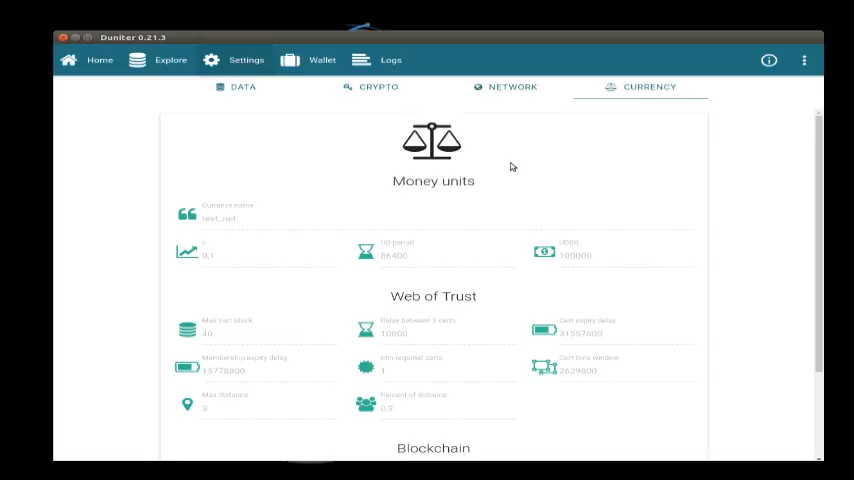 Duniter 0.21.3
Home Explore Settings Wallet Logs
DATA CRYPTO NETWORK CURRENCY
Money units
Currency name
test_net
c UD period UD(0)
0,1 86400 100000
Web of Trust
Max cert stock Delay between 2 certs Cert expiry delay
40 10800 31557600
Membership expiry delay Min required certs Cert time window
15778800 1 2629800
Max distance Percent of distance
3 0,9
Blockchain